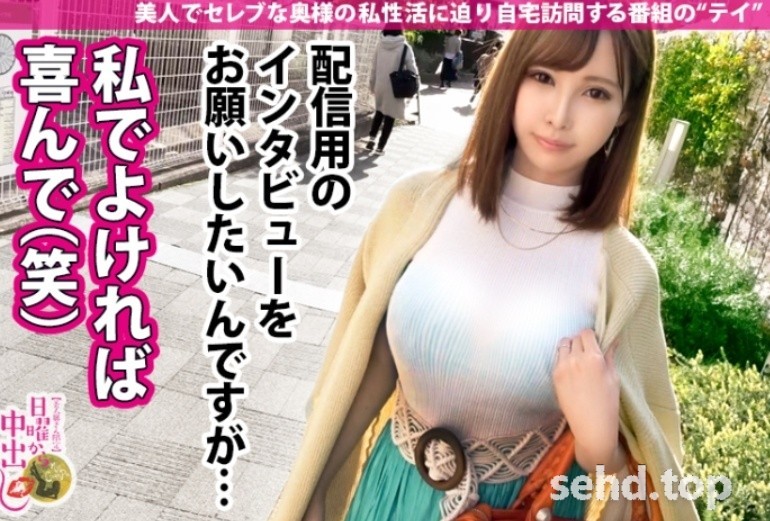 美人でセレブな奥様の私性活に迫り自宅訪問する番組の“テイ”
配信用の
インタビューを
お願いしたいんですが…
私でよければ
喜んで(笑)
日曜から
中出し
sehd.top